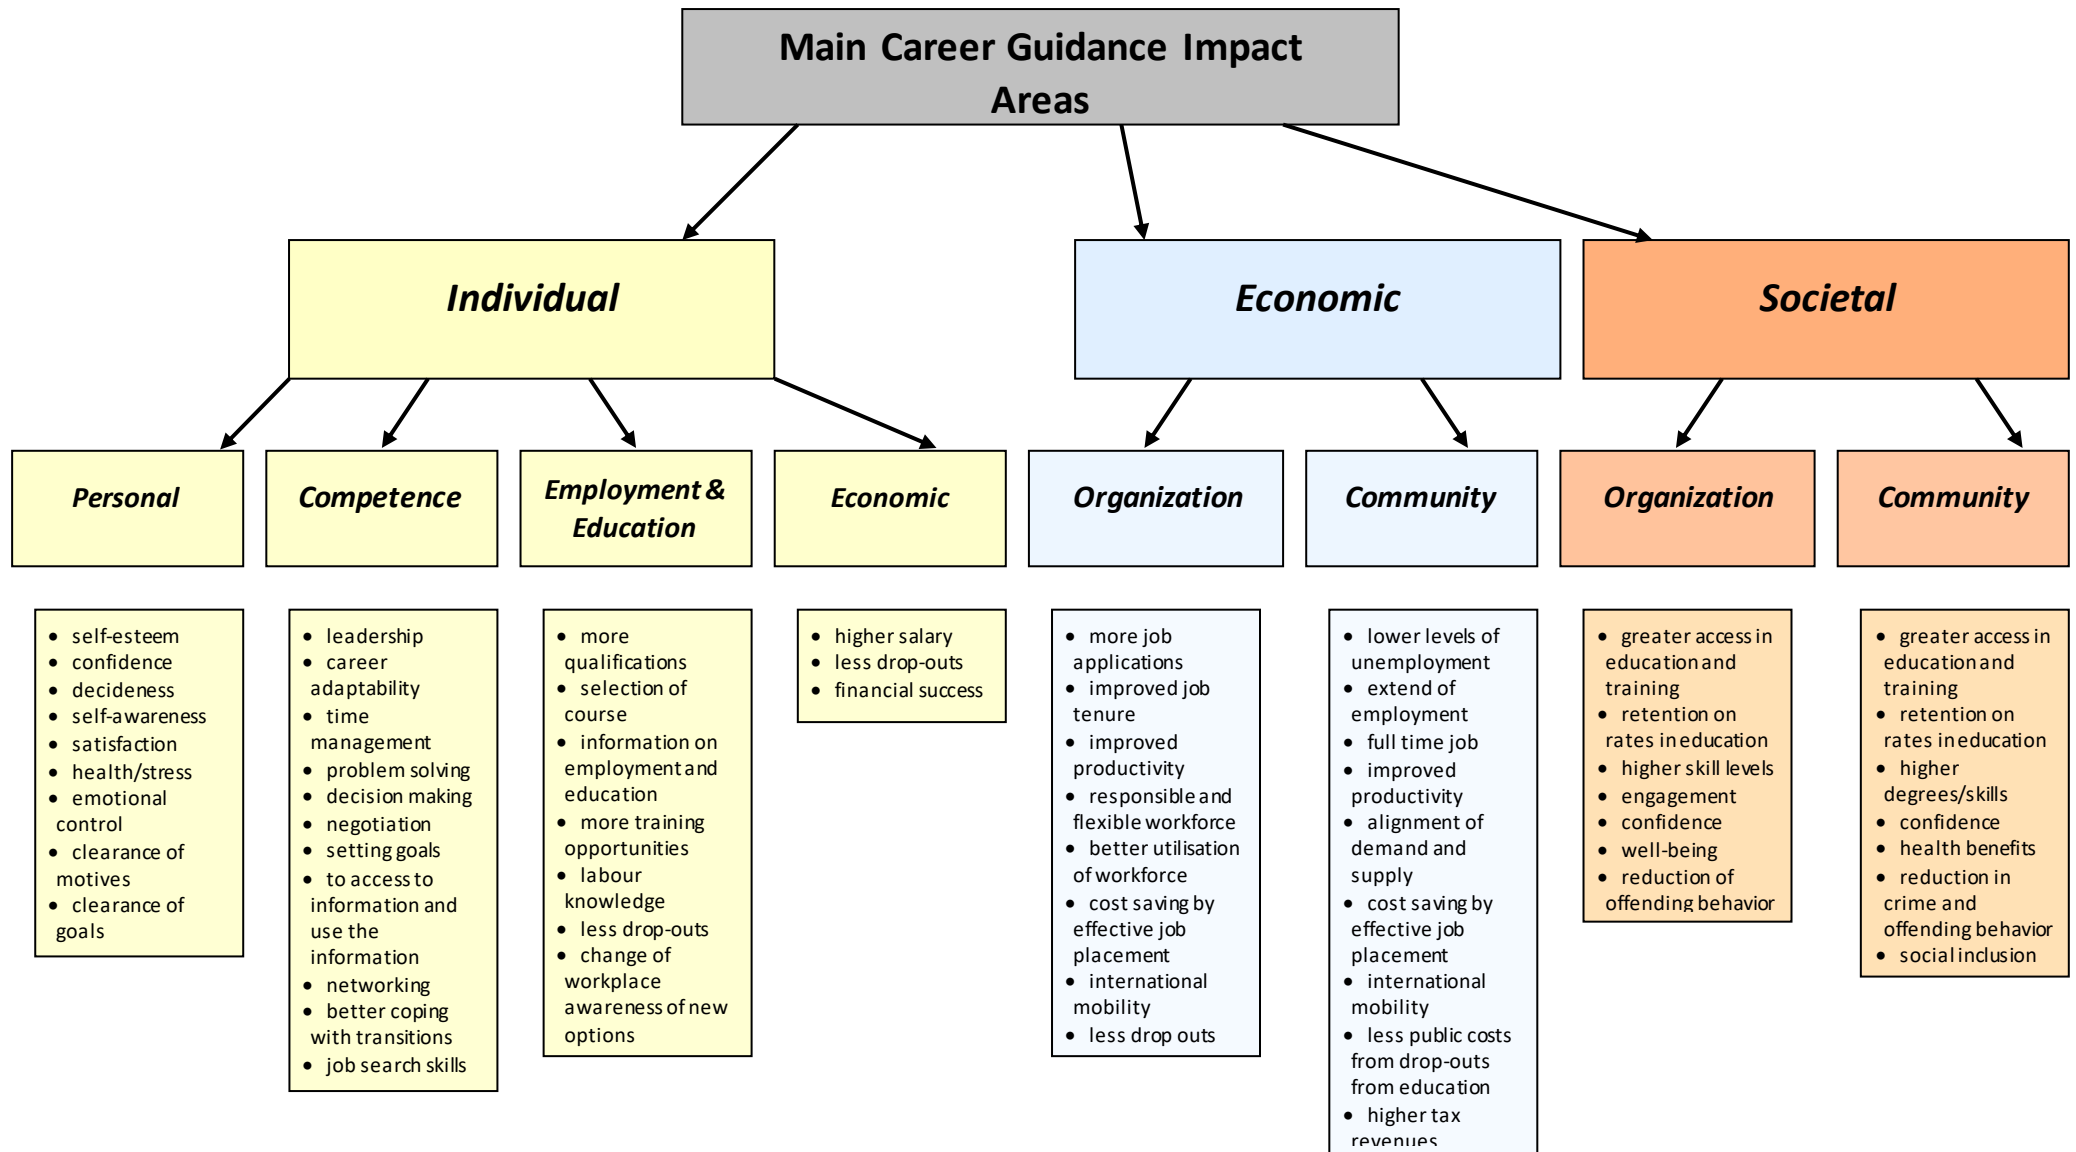 Main Career Guidance Impact
Areas
Individual
Economic
Societal
Personal
Competence
Employment &
Education
Economic
Organization
Community
Organization
Community
• self-esteem
• confidence
• decideness
• self-awareness
• satisfaction
• health/stress
• emotional
control
• clearance of
motives
• clearance of
goals
• leadership
• career
adaptability
• time
management
• problem solving
• decision making
• negotiation
• setting goals
• to access to
information and
use the
information
• networking
• better coping
with transitions
• job search skills
• more
qualifications
• selection of
course
• information on
employment and
education
• more training
opportunities
• labour
knowledge
• less drop-outs
• change of
workplace
awareness of new
options
• higher salary
• less drop-outs
• financial success
• more job
applications
• improved job
tenure
• improved
productivity
• responsible and
flexible workforce
• better utilisation
of workforce
• cost saving by
effective job
placement
• international
mobility
• less drop outs
• lower levels of
unemployment
• extend of
employment
• full time job
• improved
productivity
• alignment of
demand and
supply
• cost saving by
effective job
placement
• international
mobility
• less public costs
from drop-outs
from education
• higher tax
revenues
• greater access in
education and
training
• retention on
rates in education
• higher skill levels
• engagement
• confidence
• well-being
• reduction of
offending behavior
• greater access in
education and
training
• retention on
rates in education
• higher
degrees/skills
• confidence
• health benefits
• reduction in
crime and
offending behavior
• social inclusion